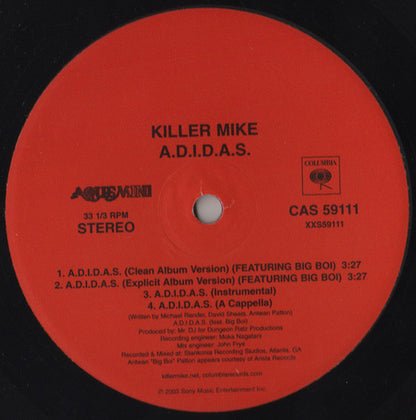 KILLER MIKE
A.D.I.D.A.S.
AQUEMINI
COLUMBIA
33 1/3 RPM
STEREO
CAS 59111
XXS59111
1. A.D.I.D.A.S. (Clean Album Version) (FEATURING BIG BOI) 3:27
2. A.D.I.D.A.S. (Explicit Album Version) (FEATURING BIG BOI) 3:27
3. A.D.I.D.A.S. (Instrumental)
4. A.D.I.D.A.S. (A Cappella)
(Written by Michael Render, David Sheats, Antwan Patton)
A.D.I.D.A.S. (feat. Big Boi)
Produced by: Mr. DJ for Dungeon Ratz Productions
Recording engineer: Moka Nagatani
Mix engineer: John Frye
Recorded & Mixed at: Stankonia Recording Studios, Atlanta, GA
Antwan "Big Boi" Patton appears courtesy of Arista Records
killermike.net, columbiarecords.com
℗ 2003 Sony Music Entertainment Inc.